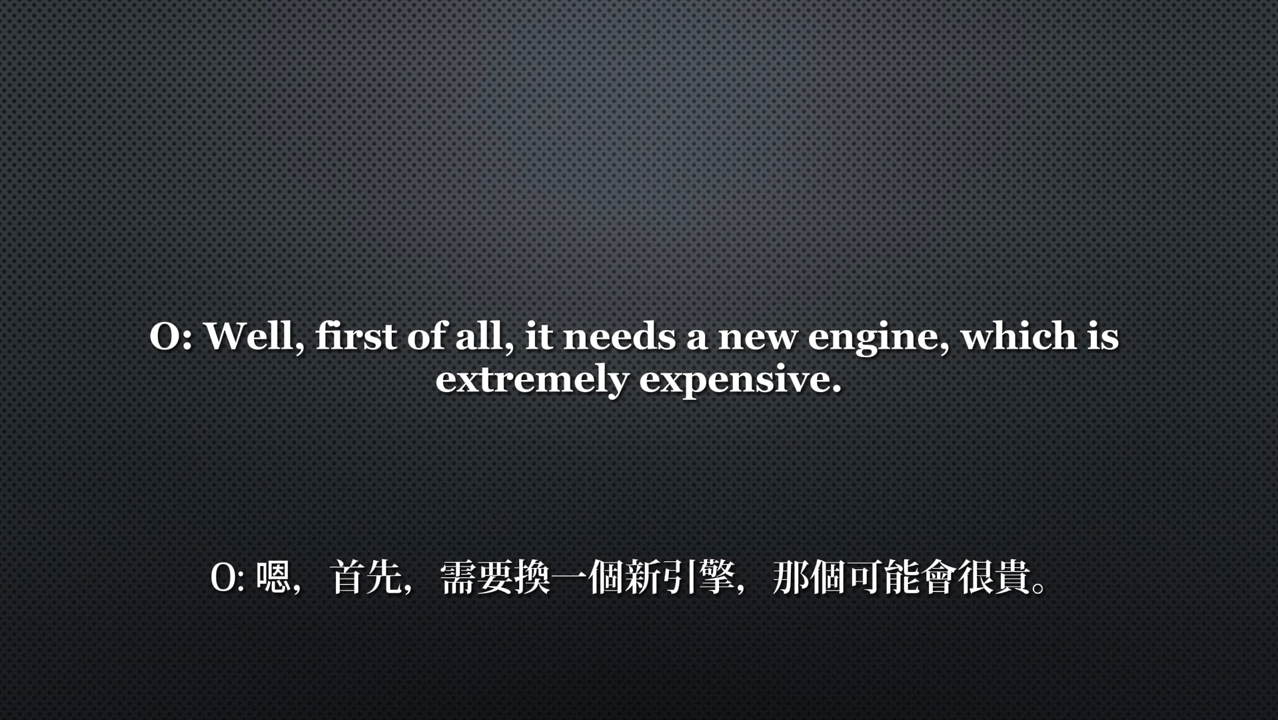 O: Well, first of all, it needs a new engine, which is
extremely expensive.
O: 嗯，首先，需要換一個新引擎，那個可能會很貴。